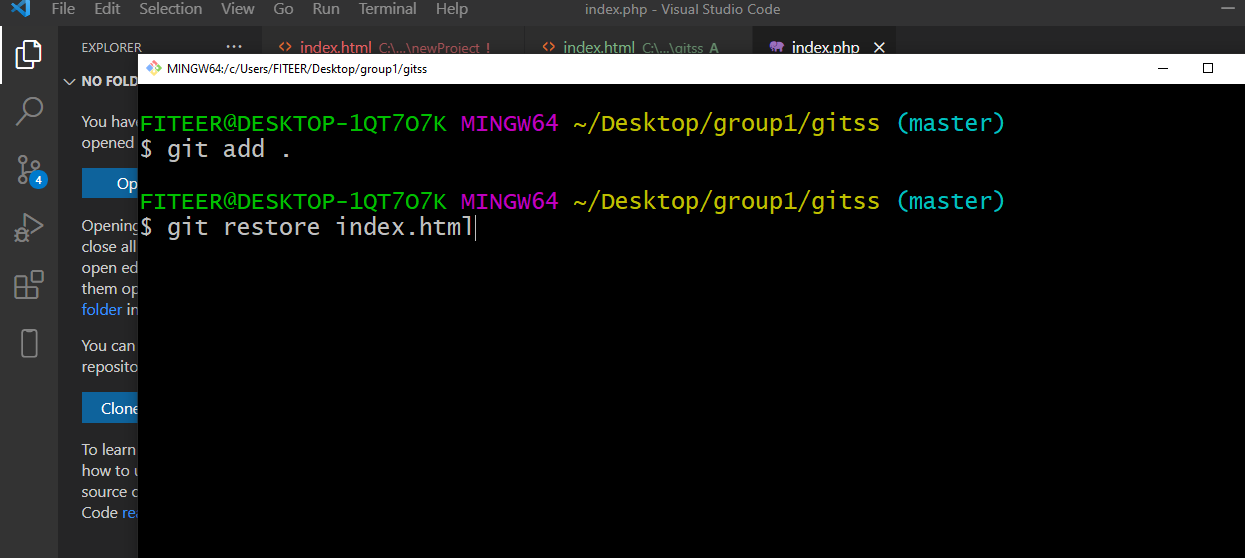 File Edit Selection View Go Run Terminal Help index.php - Visual Studio Code
EXPLORER ... index.html C:\...\newProject ! index.html C:\...\gitss A index.php
MINGW64:/c/Users/FITEER/Desktop/group1/gitss
NO FOLD
You have
opened
Op
Opening
close all
open ed
them op
folder in
You can
reposito
Clone
To learn
how to u
source c
Code rea
4
FITEER@DESKTOP-1QT7O7K MINGW64 ~/Desktop/group1/gitss (master)
$ git add .
FITEER@DESKTOP-1QT7O7K MINGW64 ~/Desktop/group1/gitss (master)
$ git restore index.html